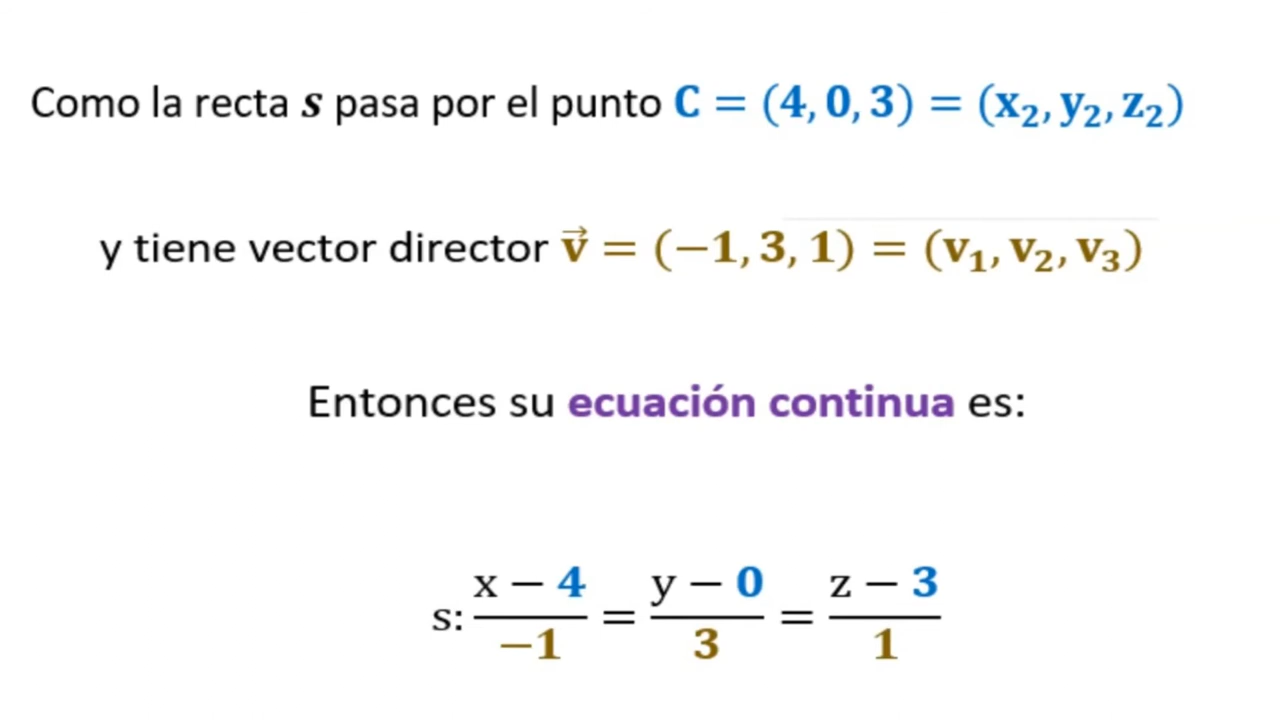 Como la recta s pasa por el punto C = (4, 0, 3) = (x₂, y₂, z₂)
y tiene vector director v⃗ = (−1, 3, 1) = (v₁, v₂, v₃)
Entonces su ecuación continua es:
s: (x − 4)/(−1) = (y − 0)/3 = (z − 3)/1